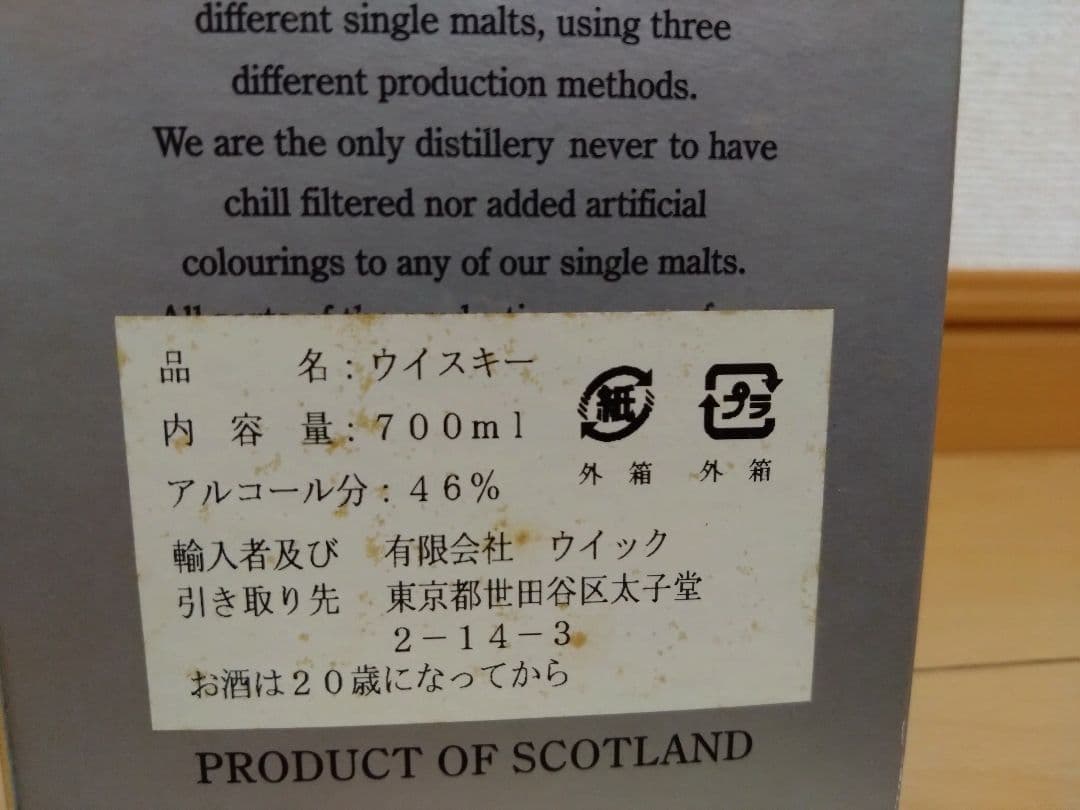 different single malts, using three
different production methods.
We are the only distillery never to have
chill filtered nor added artificial
colourings to any of our single malts.
品名：ウイスキー
内容量：７００ｍｌ
アルコール分：４６％
紙
外箱
プラ
外箱
輸入者及び　有限会社　ウイック
引き取り先　東京都世田谷区太子堂
２－１４－３
お酒は２０歳になってから
PRODUCT OF SCOTLAND